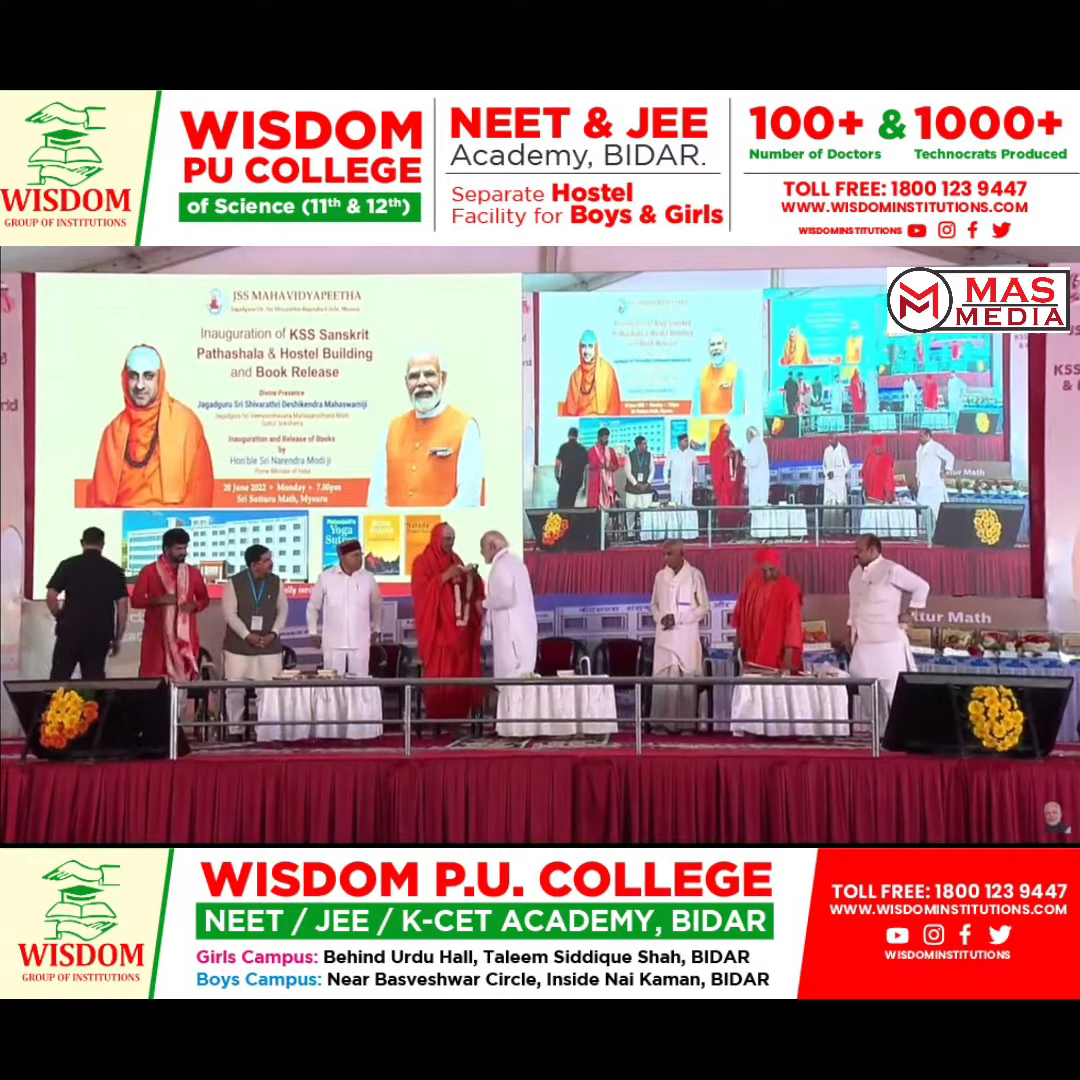 WISDOM
GROUP OF INSTITUTIONS
WISDOM
PU COLLEGE
of Science (11th & 12th)
NEET & JEE
Academy, BIDAR.
Separate Hostel
Facility for Boys & Girls
100+ & 1000+
Number of Doctors Technocrats Produced
TOLL FREE: 1800 123 9447
WWW.WISDOMINSTITUTIONS.COM
WISDOMINSTITUTIONS
MAS
MEDIA
JSS MAHAVIDYAPEETHA
Inauguration of KSS Sanskrit
Pathashala & Hostel Building
and Book Release
Divine Presence
Jagadguru Sri Shivarathri Deshikendra Mahaswamiji
Inauguration and Release of Books
by
Hon'ble Sri Narendra Modi ji
Prime Minister of India
20 June 2022 • Monday • 7.00pm
Sri Suttur Math, Mysuru
Yoga
KSS
tur Math
ttur Math
WISDOM
GROUP OF INSTITUTIONS
WISDOM P.U. COLLEGE
NEET / JEE / K-CET ACADEMY, BIDAR
Girls Campus: Behind Urdu Hall, Taleem Siddique Shah, BIDAR
Boys Campus: Near Basveshwar Circle, Inside Nai Kaman, BIDAR
TOLL FREE: 1800 123 9447
WWW.WISDOMINSTITUTIONS.COM
WISDOMINSTITUTIONS